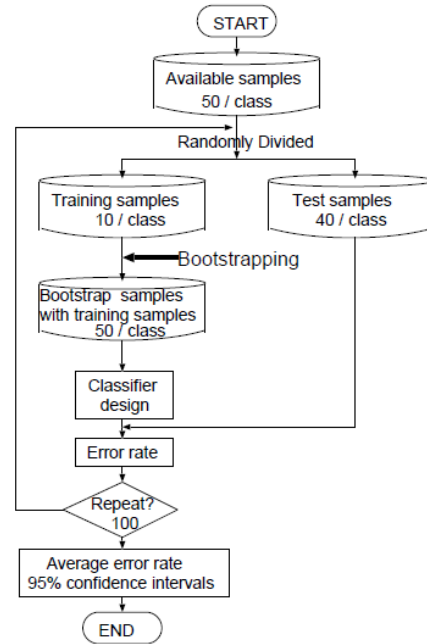 START
Available samples
50 / class
Randomly Divided
Training samples
10 / class
Test samples
40 / class
Bootstrapping
Bootstrap samples
with training samples
50 / class
Classifier
design
Error rate
Repeat?
100
Average error rate
95% confidence intervals
END